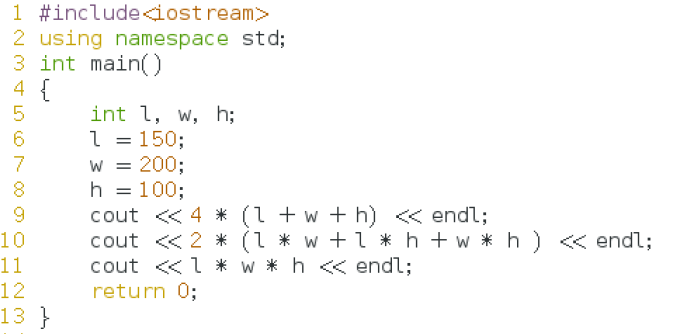 1 #include<iostream>
2 using namespace std;
3 int main()
4 {
5     int l, w, h;
6     l = 150;
7     w = 200;
8     h = 100;
9     cout << 4 * (l + w + h) << endl;
10     cout << 2 * (l * w + l * h + w * h ) << endl;
11     cout << l * w * h << endl;
12     return 0;
13 }